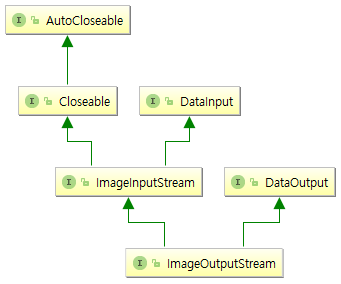 I AutoCloseable
I Closeable
I DataInput
I ImageInputStream
I DataOutput
I ImageOutputStream